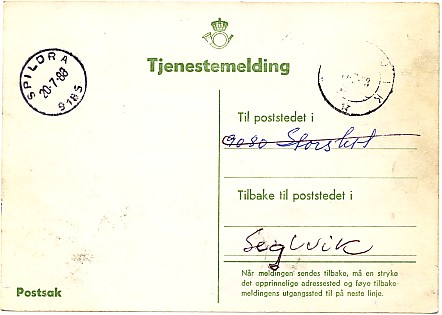 Tjenestemelding
SPILDRA
20-7-88
9185
Til poststedet i
9080 Storslett
Tilbake til poststedet i
Seglvik
Når meldingen sendes tilbake, må en stryke
det opprinnelige adressested og føye tilbake-
meldingens utgangssted til på neste linje.
Postsak